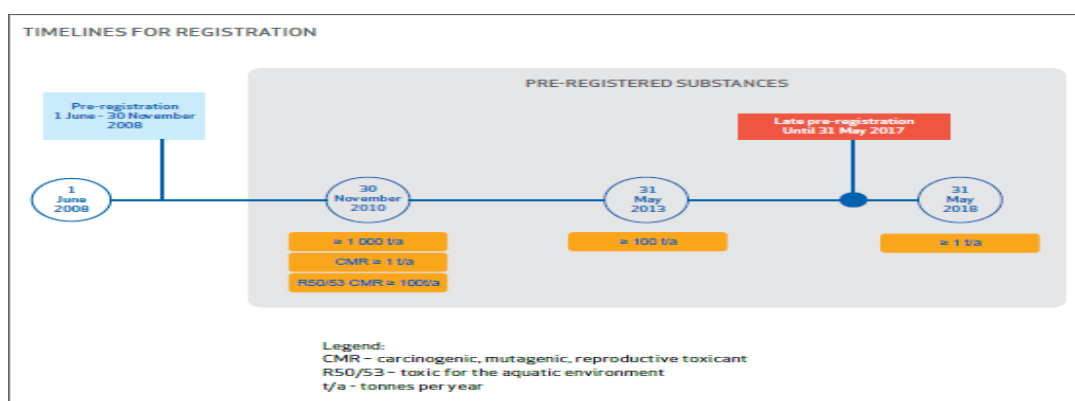 TIMELINES FOR REGISTRATION
PRE-REGISTERED SUBSTANCES
Pre-registration
1 June - 30 November
2008
Late pre-registration
Until 31 May 2017
1
June
2008
30
November
2010
31
May
2013
31
May
2018
≥ 1 000 t/a
CMR ≥ 1 t/a
R50/53 CMR ≥ 100t/a
≥ 100 t/a
≥ 1 t/a
Legend:
CMR – carcinogenic, mutagenic, reproductive toxicant
R50/53 – toxic for the aquatic environment
t/a - tonnes per year